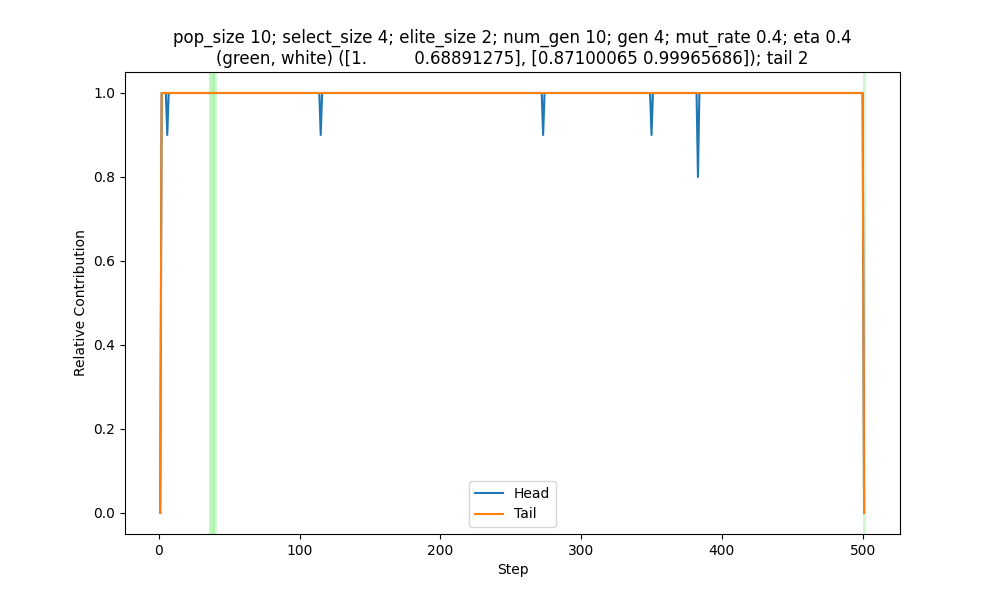 pop_size 10; select_size 4; elite_size 2; num_gen 10; gen 4; mut_rate 0.4; eta 0.4
(green, white) ([1.         0.68891275], [0.87100065 0.99965686]); tail 2
1.0
0.8
0.6
0.4
0.2
0.0
Relative Contribution
Head
Tail
0 100 200 300 400 500
Step